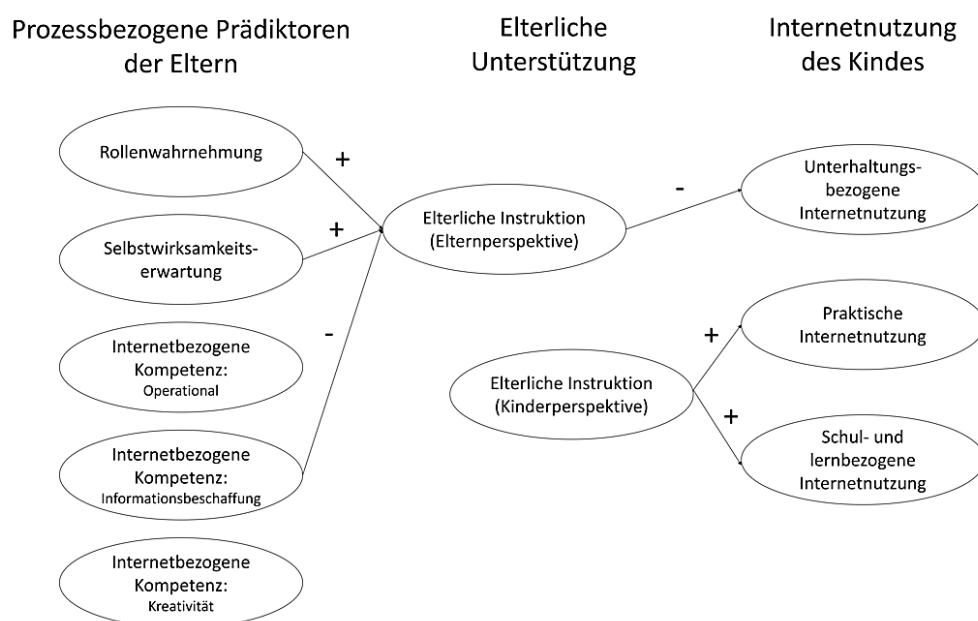 Prozessbezogene Prädiktoren
der Eltern
Elterliche
Unterstützung
Internetnutzung
des Kindes
Rollenwahrnehmung
+
Selbstwirksamkeits-
erwartung
+
Internetbezogene
Kompetenz:
Operational
-
Internetbezogene
Kompetenz:
Informationsbeschaffung
Internetbezogene
Kompetenz:
Kreativität
Elterliche Instruktion
(Elternperspektive)
-
Elterliche Instruktion
(Kinderperspektive)
+
+
Unterhaltungs-
bezogene
Internetnutzung
Praktische
Internetnutzung
Schul- und
lernbezogene
Internetnutzung